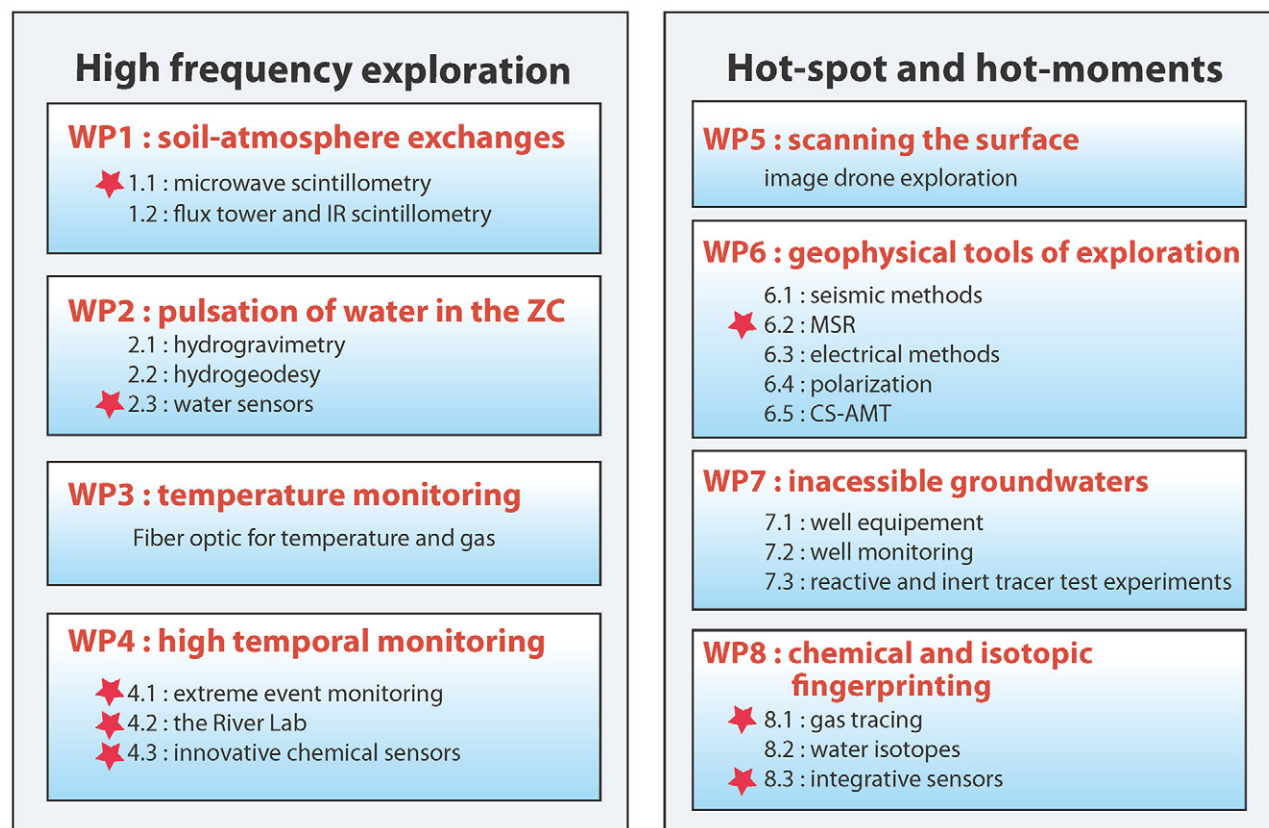 High frequency exploration
WP1 : soil-atmosphere exchanges
1.1 : microwave scintillometry
1.2 : flux tower and IR scintillometry
WP2 : pulsation of water in the ZC
2.1 : hydrogravimetry
2.2 : hydrogeodesy
2.3 : water sensors
WP3 : temperature monitoring
Fiber optic for temperature and gas
WP4 : high temporal monitoring
4.1 : extreme event monitoring
4.2 : the River Lab
4.3 : innovative chemical sensors
Hot-spot and hot-moments
WP5 : scanning the surface
image drone exploration
WP6 : geophysical tools of exploration
6.1 : seismic methods
6.2 : MSR
6.3 : electrical methods
6.4 : polarization
6.5 : CS-AMT
WP7 : inacessible groundwaters
7.1 : well equipement
7.2 : well monitoring
7.3 : reactive and inert tracer test experiments
WP8 : chemical and isotopic
fingerprinting
8.1 : gas tracing
8.2 : water isotopes
8.3 : integrative sensors